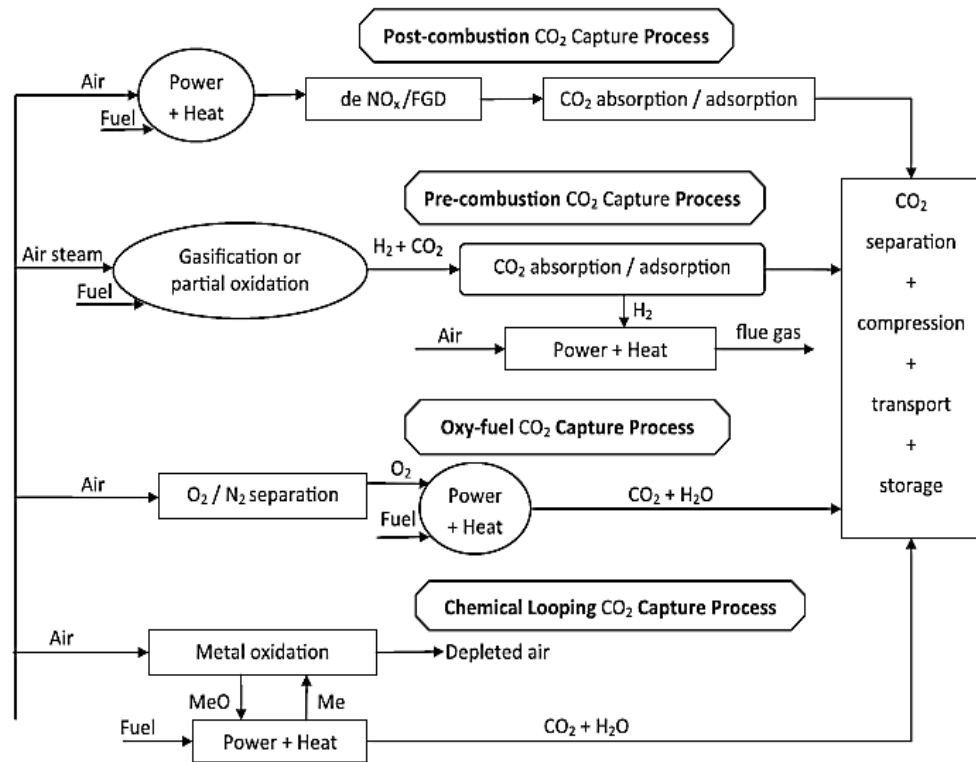 Post-combustion CO₂ Capture Process
Air
Fuel
Power
+ Heat
de NOₓ/FGD
CO₂ absorption / adsorption
Pre-combustion CO₂ Capture Process
Air steam
Fuel
Gasification or
partial oxidation
H₂ + CO₂
CO₂ absorption / adsorption
H₂
Air
Power + Heat
flue gas
CO₂
separation
+
compression
+
transport
+
storage
Oxy-fuel CO₂ Capture Process
Air
O₂ / N₂ separation
O₂
Fuel
Power
+ Heat
CO₂ + H₂O
Chemical Looping CO₂ Capture Process
Air
Metal oxidation
Depleted air
MeO
Me
Fuel
Power + Heat
CO₂ + H₂O